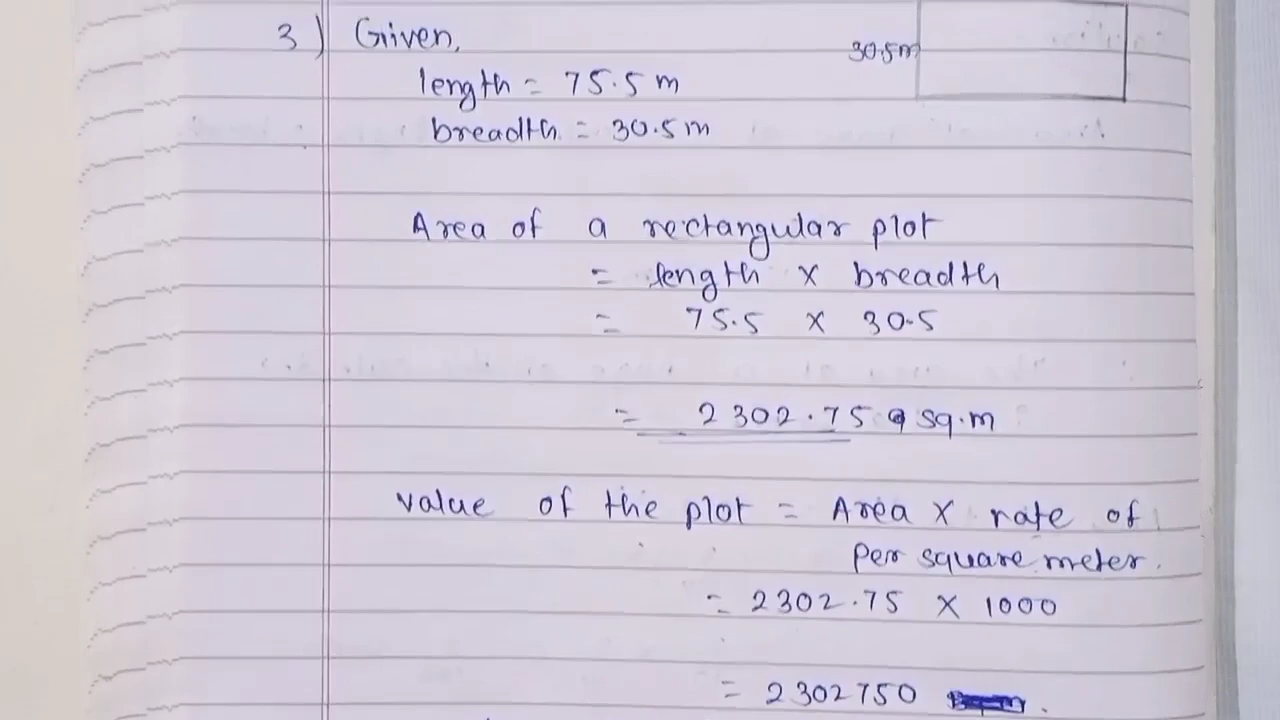 3) Given,
30.5m
length = 75.5 m
breadth = 30.5 m
Area of a rectangular plot
= length x breadth
= 75.5 x 30.5
= 2302.75 sq.m
value of the plot = Area x rate of
per square meter.
= 2302.75 x 1000
= 2302750